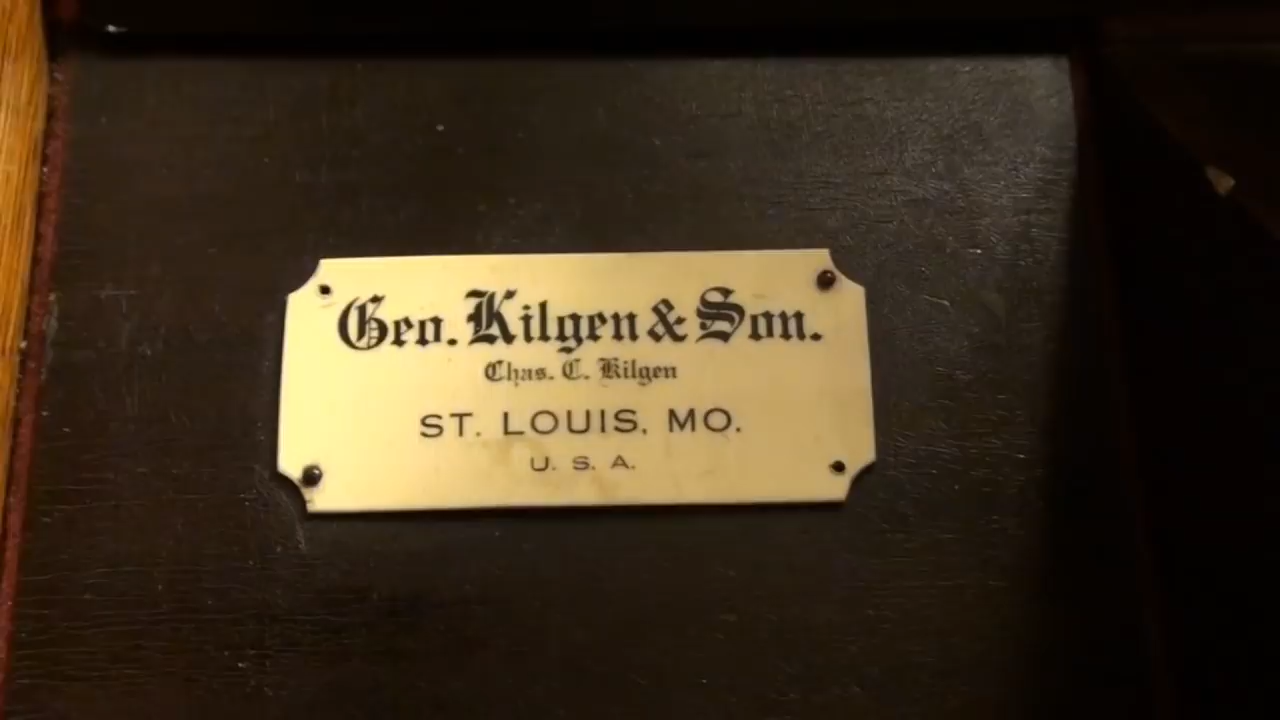 Geo. Kilgen & Son.
Chas. C. Kilgen
ST. LOUIS, MO.
U. S. A.